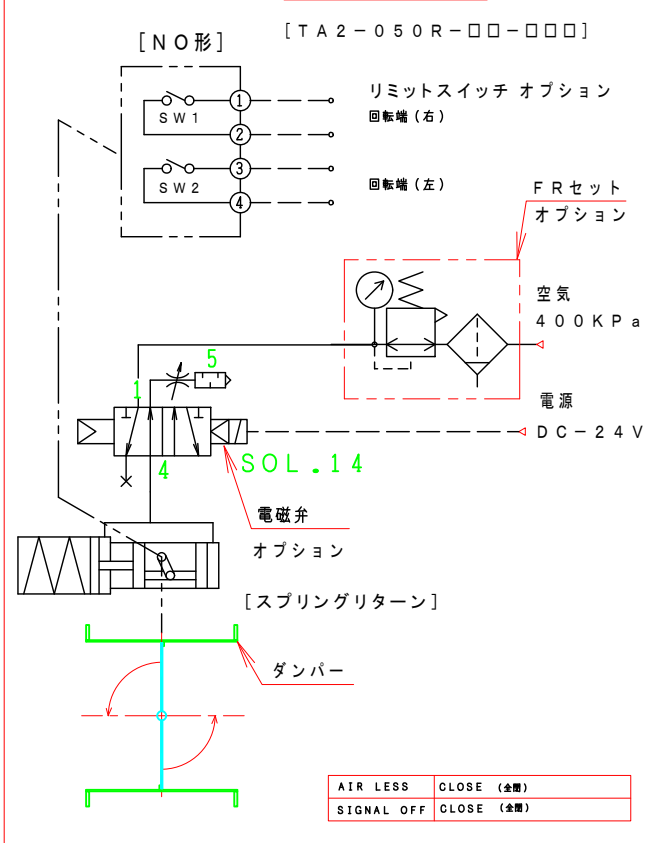 [TA2-050R-□□-□□□]
[NO形]
リミットスイッチ オプション
回転端(右)
回転端(左)
1
2
3
4
SW1
SW2
FRセット
オプション
空気
400KPa
電源
DC-24V
5
1
4
SOL.14
電磁弁
オプション
[スプリングリターン]
ダンパー
AIR LESS CLOSE (全閉)
SIGNAL OFF CLOSE (全閉)